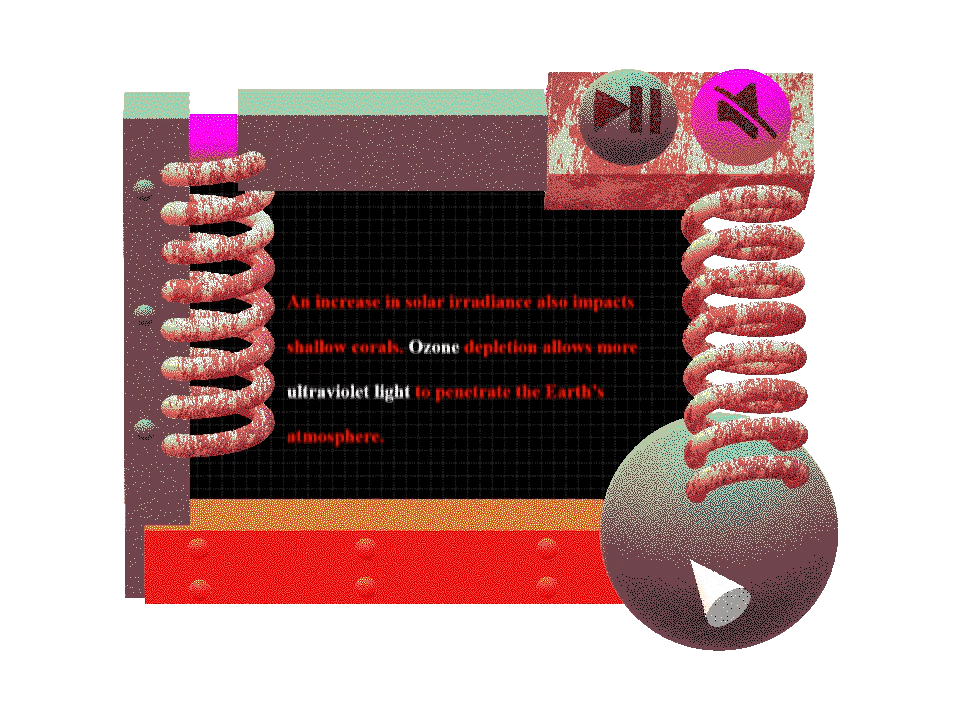 An increase in solar irradiance also impacts
shallow corals. Ozone depletion allows more
ultraviolet light to penetrate the Earth's
atmosphere.